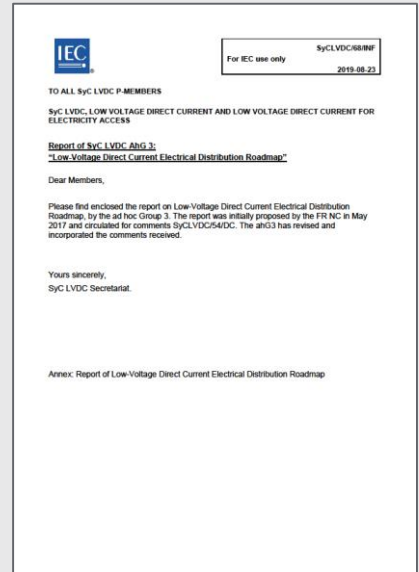 IEC
For IEC use only
SyCLVDC/68/INF
2019-08-23
TO ALL SyC LVDC P-MEMBERS
SyC LVDC, LOW VOLTAGE DIRECT CURRENT AND LOW VOLTAGE DIRECT CURRENT FOR
ELECTRICITY ACCESS
Report of SyC LVDC AhG 3:
“Low-Voltage Direct Current Electrical Distribution Roadmap”
Dear Members,
Please find enclosed the report on Low-Voltage Direct Current Electrical Distribution
Roadmap, by the ad hoc Group 3. The report was initially proposed by the FR NC in May
2017 and circulated for comments SyCLVDC/54/DC. The ahG3 has revised and
incorporated the comments received.
Yours sincerely,
SyC LVDC Secretariat.
Annex: Report of Low-Voltage Direct Current Electrical Distribution Roadmap